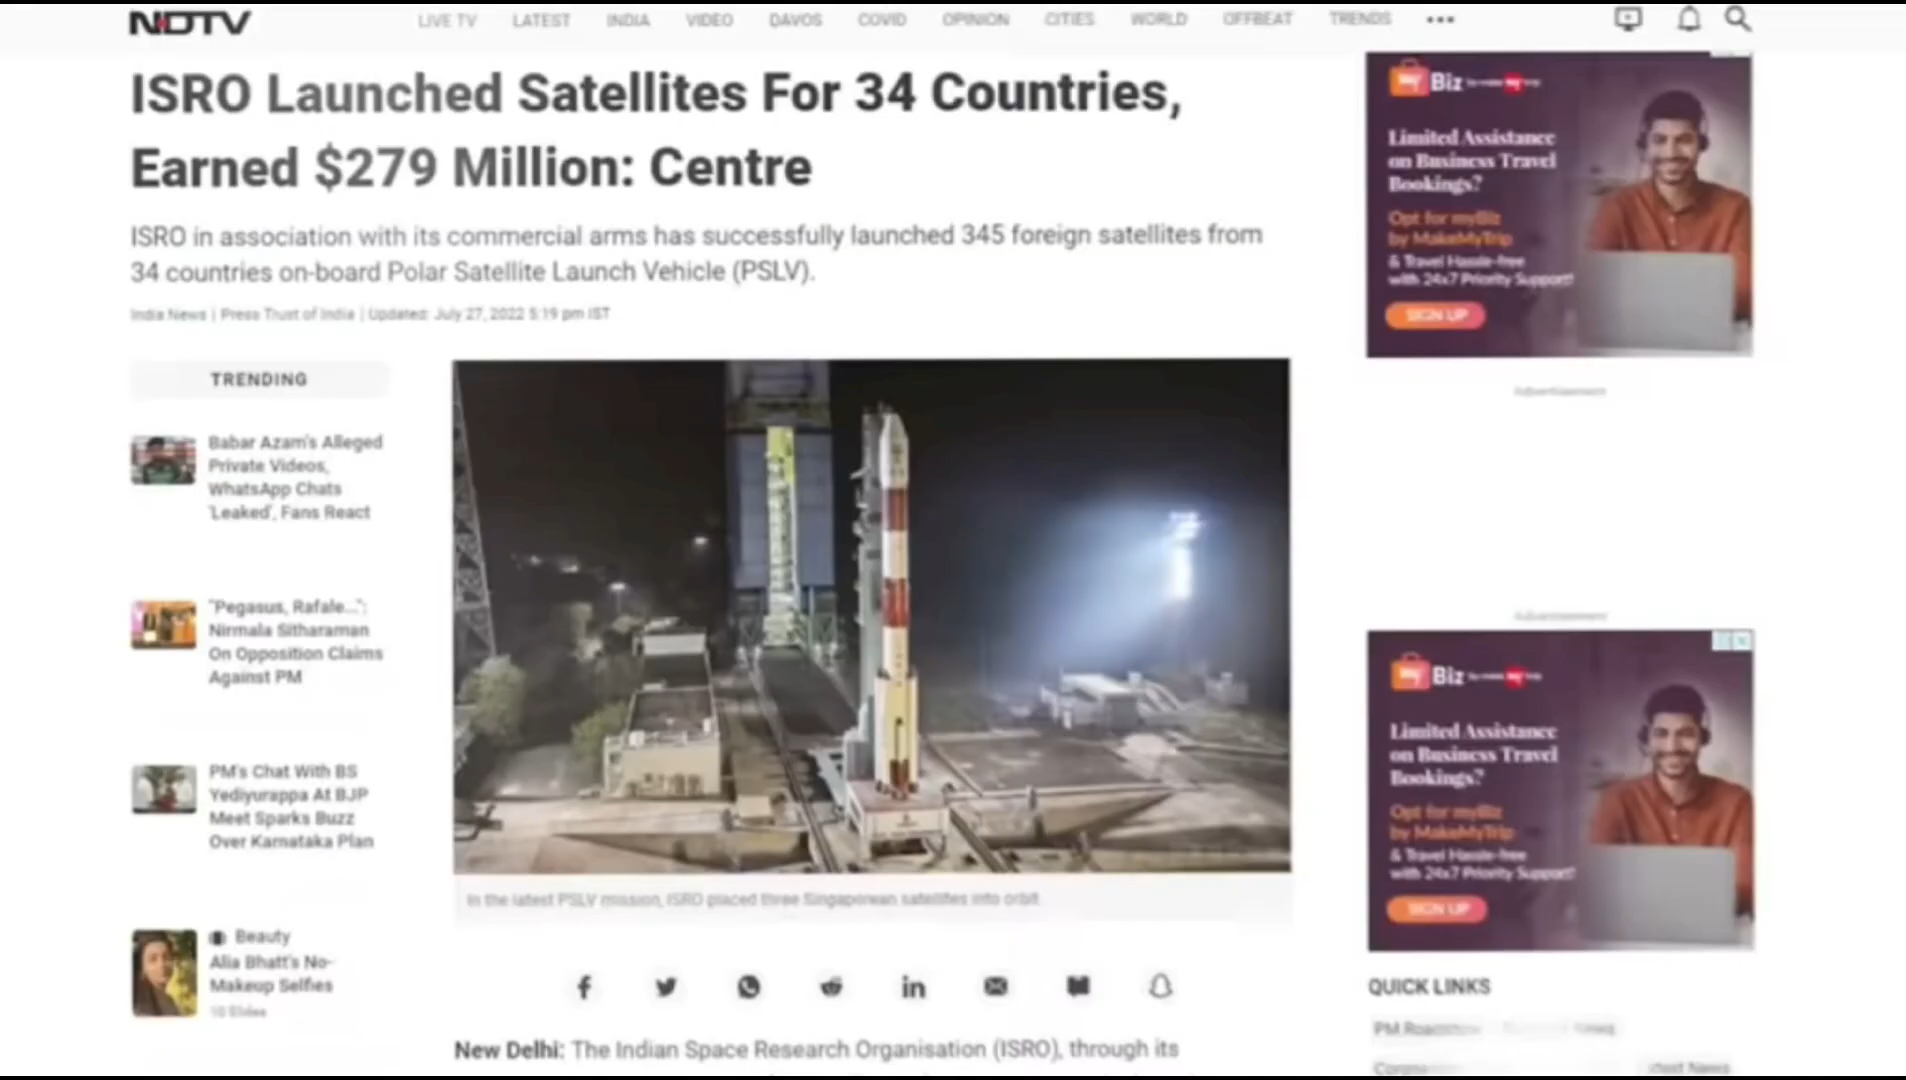 NDTV
LIVE TV LATEST INDIA VIDEO DAVOS COVID OPINION CITIES WORLD OFFBEAT TRENDS
ISRO Launched Satellites For 34 Countries,
Earned $279 Million: Centre
ISRO in association with its commercial arms has successfully launched 345 foreign satellites from
34 countries on-board Polar Satellite Launch Vehicle (PSLV).
India News | Press Trust of India | Updated: July 27, 2022 5:19 pm IST
TRENDING
Babar Azam's Alleged
Private Videos,
WhatsApp Chats
'Leaked', Fans React
"Pegasus, Rafale...":
Nirmala Sitharaman
On Opposition Claims
Against PM
PM's Chat With BS
Yediyurappa At BJP
Meet Sparks Buzz
Over Karnataka Plan
Beauty
Alia Bhatt's No-
Makeup Selfies
10 Slides
In the latest PSLV mission, ISRO placed three Singaporean satellites into orbit.
New Delhi: The Indian Space Research Organisation (ISRO), through its
my Biz
Limited Assistance
on Business Travel
Bookings?
Opt for myBiz
by MakeMyTrip
& Travel Hassle-free
with 24x7 Priority Support!
SIGN UP
Advertisement
Advertisement
my Biz
Limited Assistance
on Business Travel
Bookings?
Opt for myBiz
by MakeMyTrip
& Travel Hassle-free
with 24x7 Priority Support!
SIGN UP
QUICK LINKS
PM
News